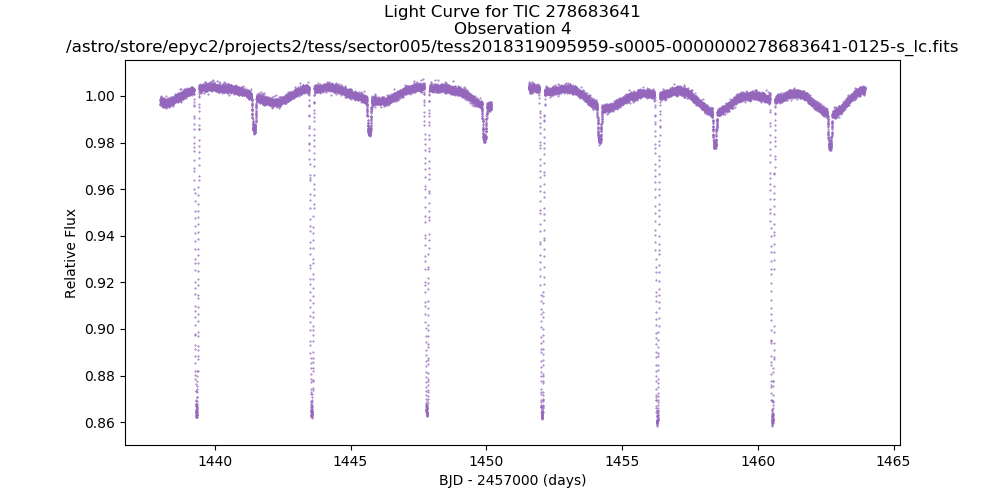 Light Curve for TIC 278683641
Observation 4
/astro/store/epyc2/projects2/tess/sector005/tess2018319095959-s0005-0000000278683641-0125-s_lc.fits
1.00
0.98
0.96
0.94
0.92
0.90
0.88
0.86
Relative Flux
1440
1445
1450
1455
1460
1465
BJD - 2457000 (days)